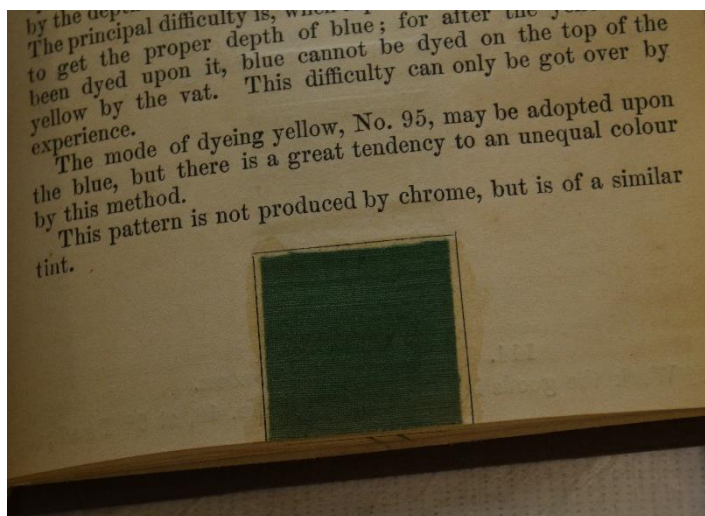 by the
The principal difficulty is,
to get the proper depth of blue; for after the
been dyed upon it, blue cannot be dyed on the top of the
yellow by the vat. This difficulty can only be got over by
experience.
The mode of dyeing yellow, No. 95, may be adopted upon
the blue, but there is a great tendency to an unequal colour
by this method.
This pattern is not produced by chrome, but is of a similar
tint.